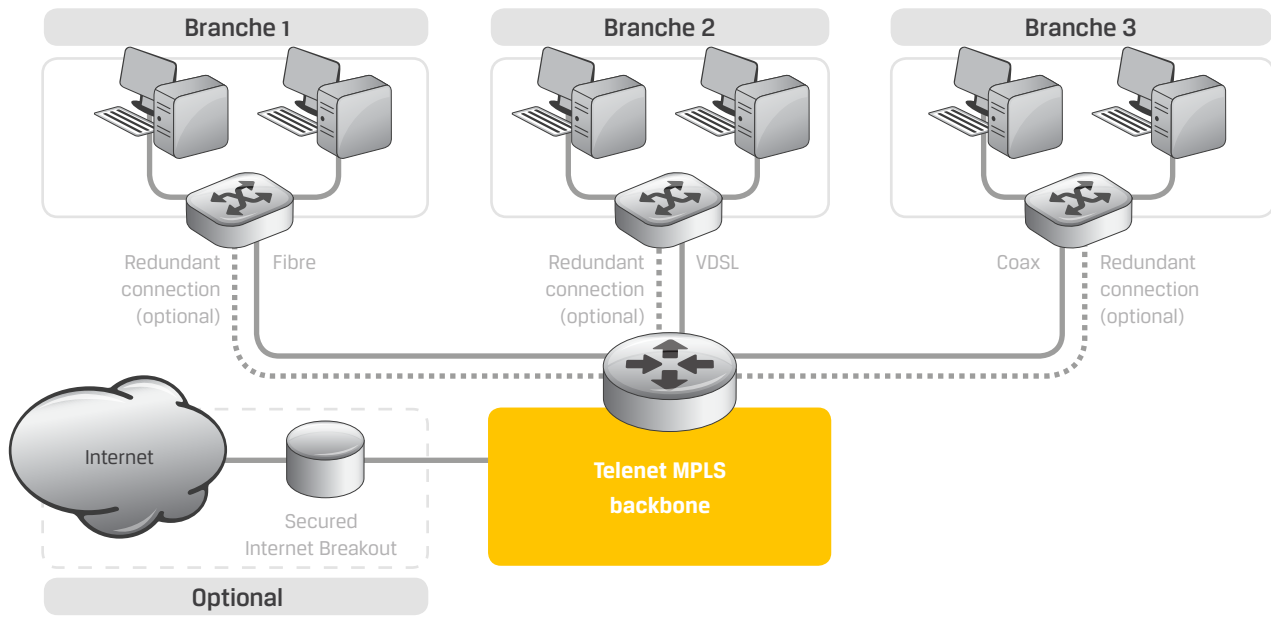 Branche 1
Branche 2
Branche 3
Redundant
connection
(optional)
Fibre
Redundant
connection
(optional)
VDSL
Coax
Redundant
connection
(optional)
Internet
Secured
Internet Breakout
Telenet MPLS
backbone
Optional